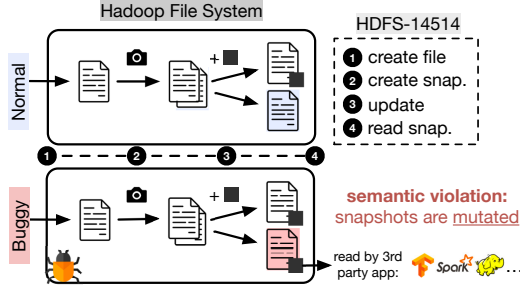 Hadoop File System
HDFS-14514
Normal
+
1 create file
2 create snap.
3 update
4 read snap.
1 2 3 4
Buggy
+
semantic violation:
snapshots are mutated
read by 3rd
party app:
Spark
...